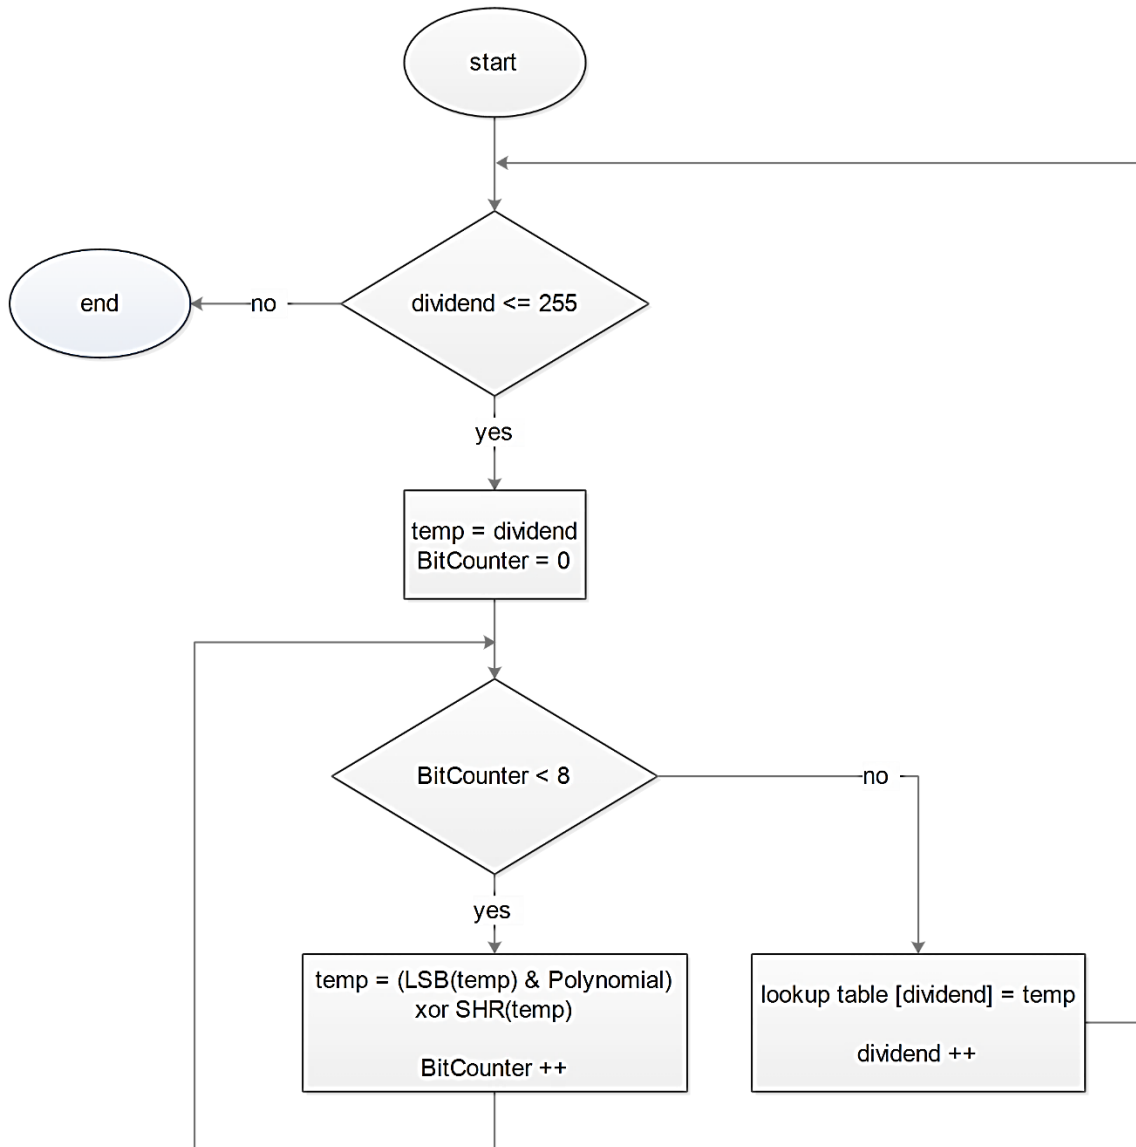 start
dividend <= 255
no
end
yes
temp = dividend
BitCounter = 0
BitCounter < 8
no
yes
temp = (LSB(temp) & Polynomial)
xor SHR(temp)
BitCounter ++
lookup table [dividend] = temp
dividend ++